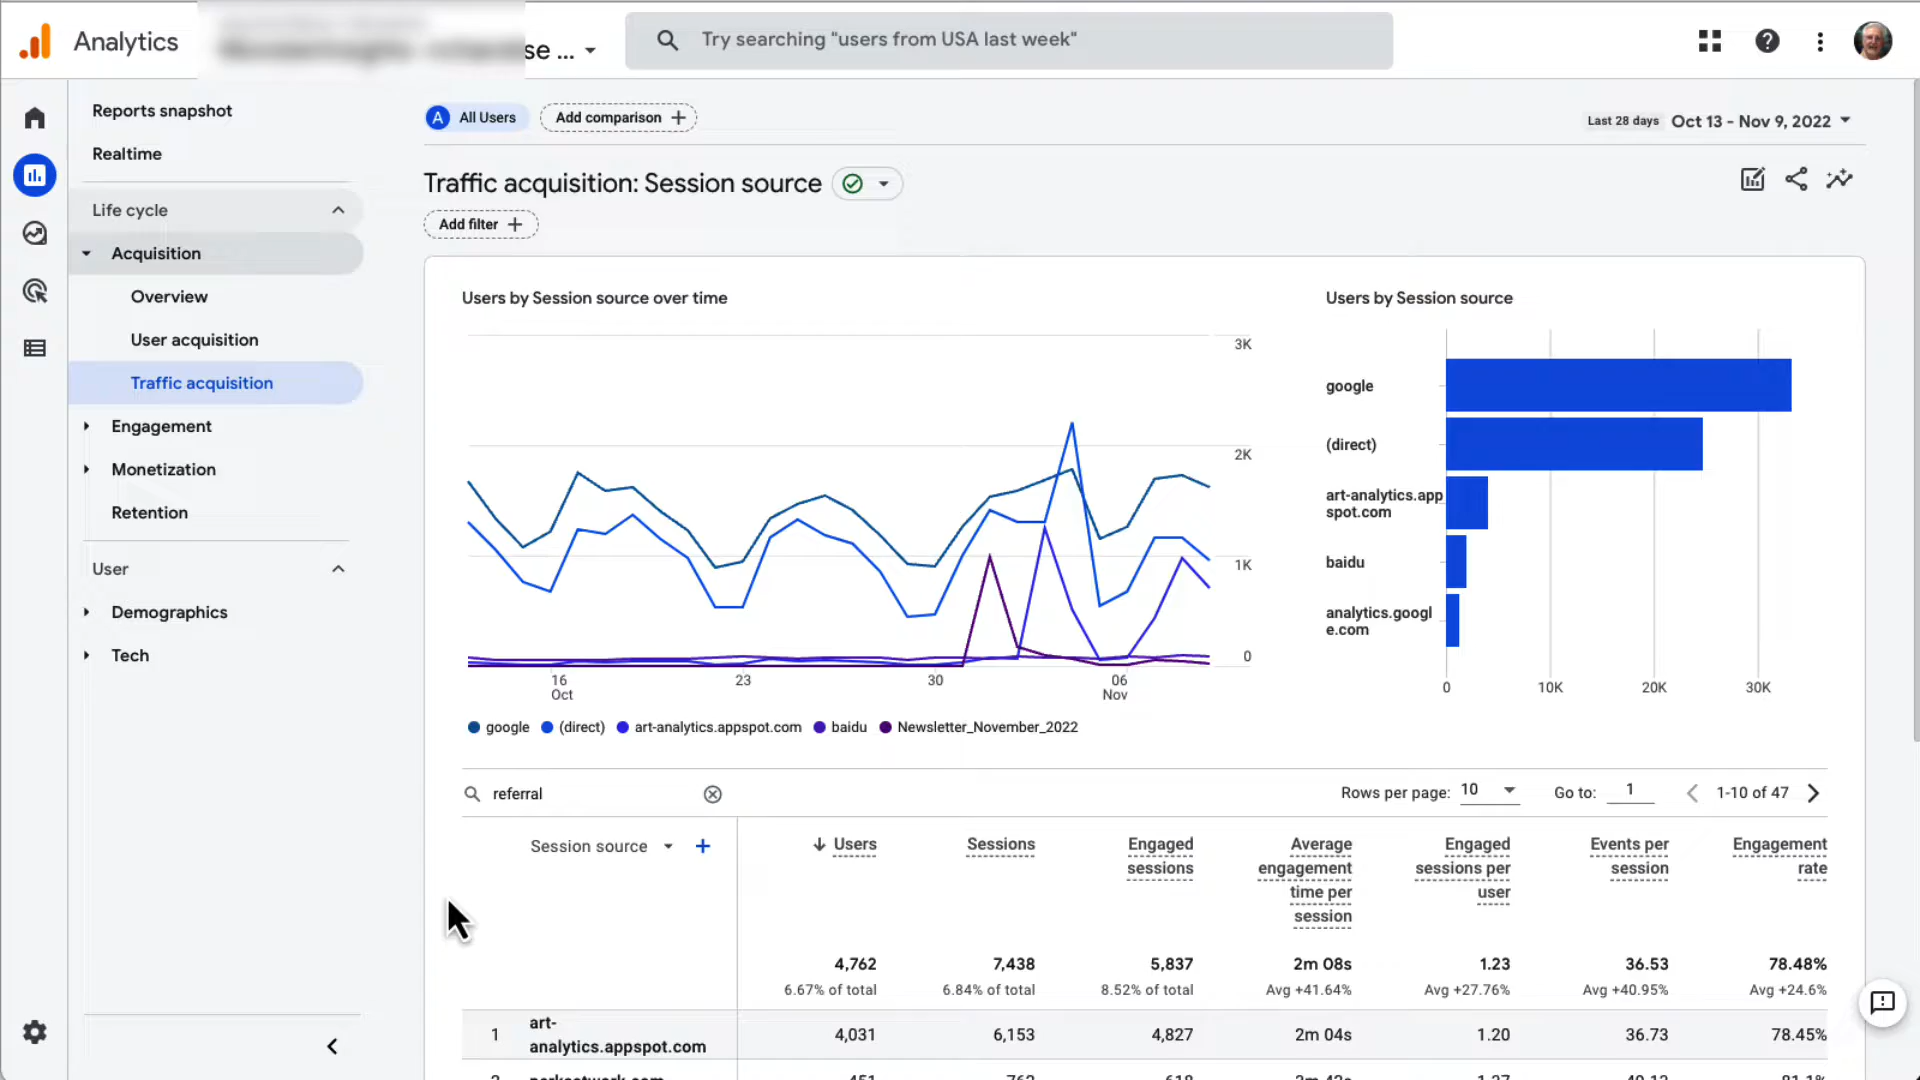 Analytics
se ...
Try searching "users from USA last week"
Reports snapshot
Realtime
Life cycle
Acquisition
Overview
User acquisition
Traffic acquisition
Engagement
Monetization
Retention
User
Demographics
Tech
A All Users
Add comparison +
Last 28 days Oct 13 - Nov 9, 2022
Traffic acquisition: Session source
Add filter +
Users by Session source over time
3K
2K
1K
0
16
Oct
23
30
06
Nov
google (direct) art-analytics.appspot.com baidu Newsletter_November_2022
Users by Session source
google
(direct)
art-analytics.app
spot.com
baidu
analytics.googl
e.com
0 10K 20K 30K
referral
Rows per page: 10 Go to: 1 1-10 of 47
Session source +
Users
Sessions
Engaged
sessions
Average
engagement
time per
session
Engaged
sessions per
user
Events per
session
Engagement
rate
4,762 7,438 5,837 2m 08s 1.23 36.53 78.48%
6.67% of total 6.84% of total 8.52% of total Avg +41.64% Avg +27.76% Avg +40.95% Avg +24.6%
1 art-
analytics.appspot.com 4,031 6,153 4,827 2m 04s 1.20 36.73 78.45%